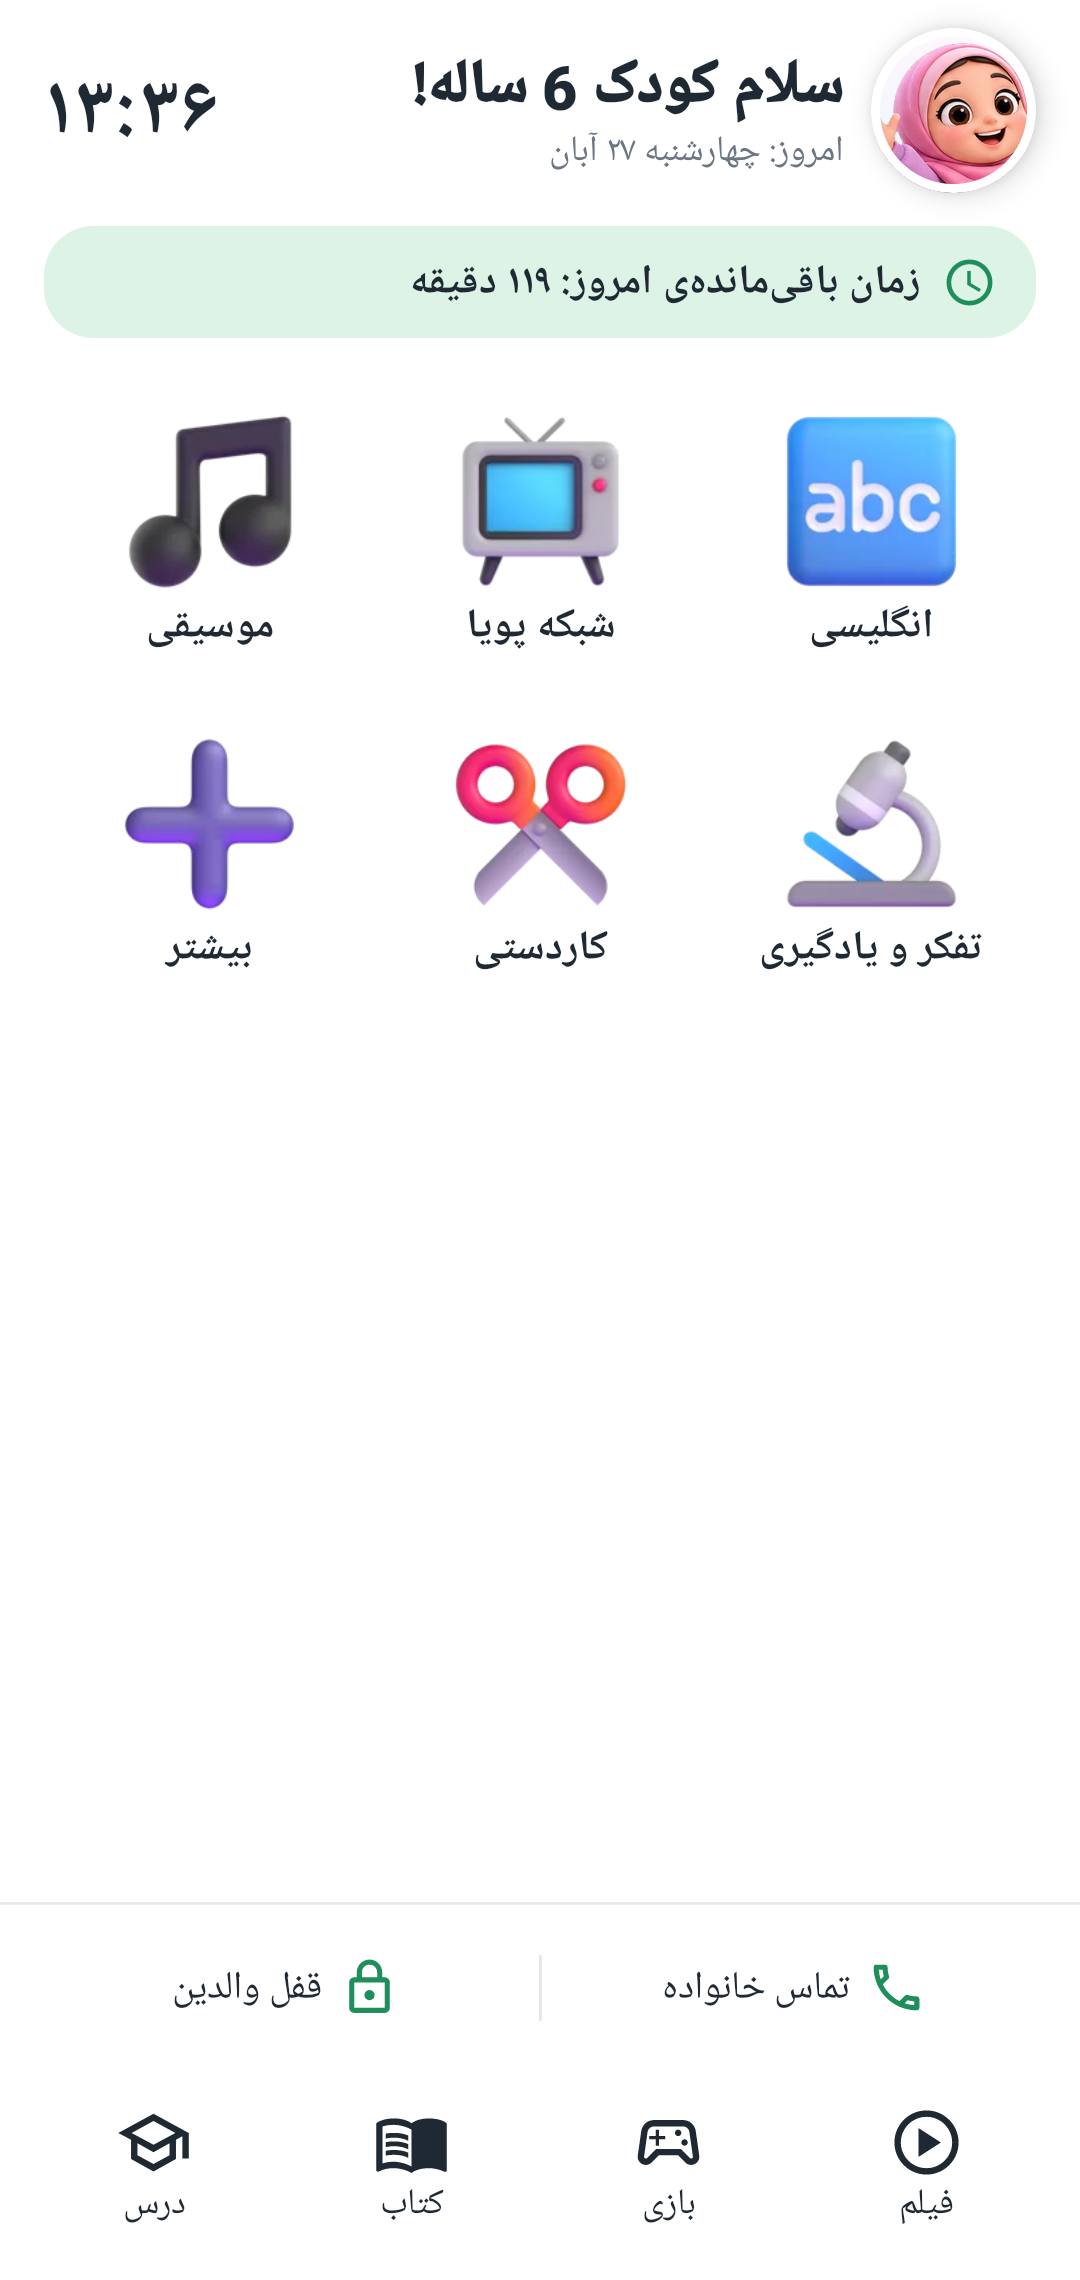 سلام کودک 6 ساله!
امروز: چهارشنبه ۲۷ آبان
۱۳:۳۶
زمان باقی‌مانده‌ی امروز: ۱۱۹ دقیقه
abc
انگلیسی
شبکه پویا
موسیقی
تفکر و یادگیری
کاردستی
بیشتر
تماس خانواده
قفل والدین
فیلم
بازی
کتاب
درس